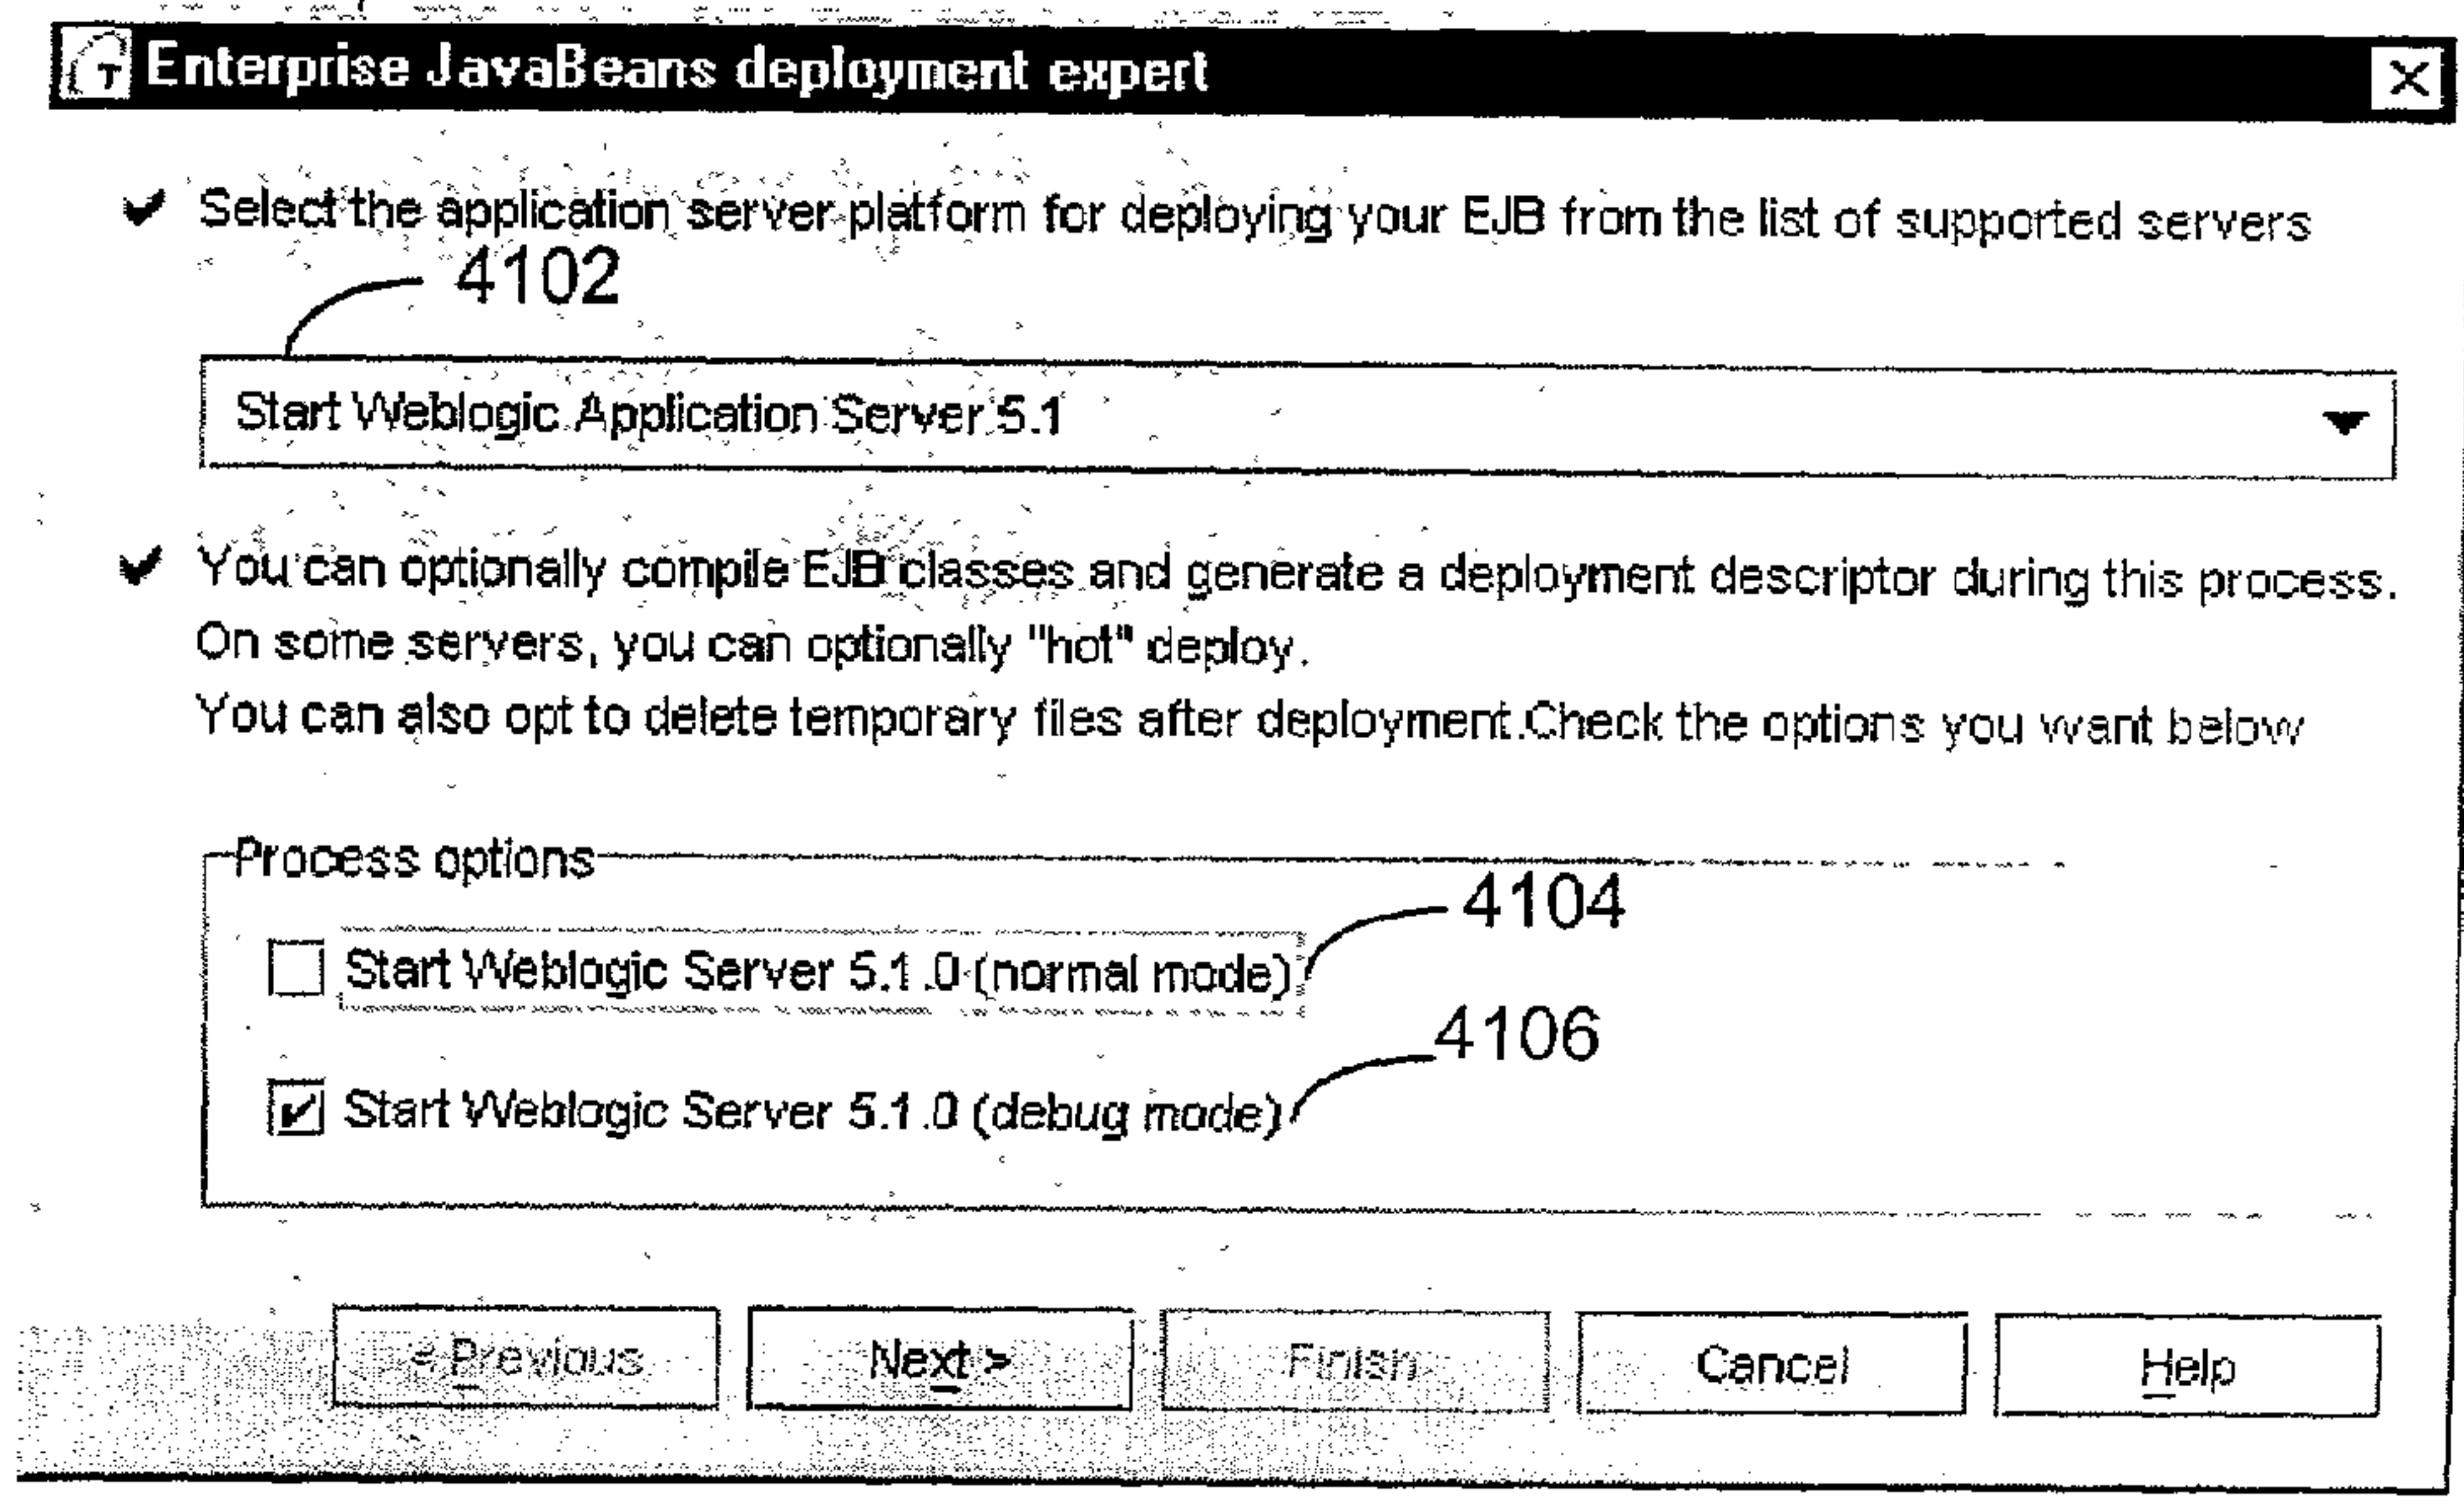 Enterprise JavaBeans deployment expert
Select the application server platform for deploying your EJB from the list of supported servers
4102
Start Weblogic Application Server 5.1
You can optionally compile EJB classes and generate a deployment descriptor during this process.
On some servers, you can optionally "hot" deploy.
You can also opt to delete temporary files after deployment.Check the options you want below
Process options
4104
Start Weblogic Server 5.1.0 (normal mode)
4106
Start Weblogic Server 5.1.0 (debug mode)
< Previous Next > Finish Cancel Help